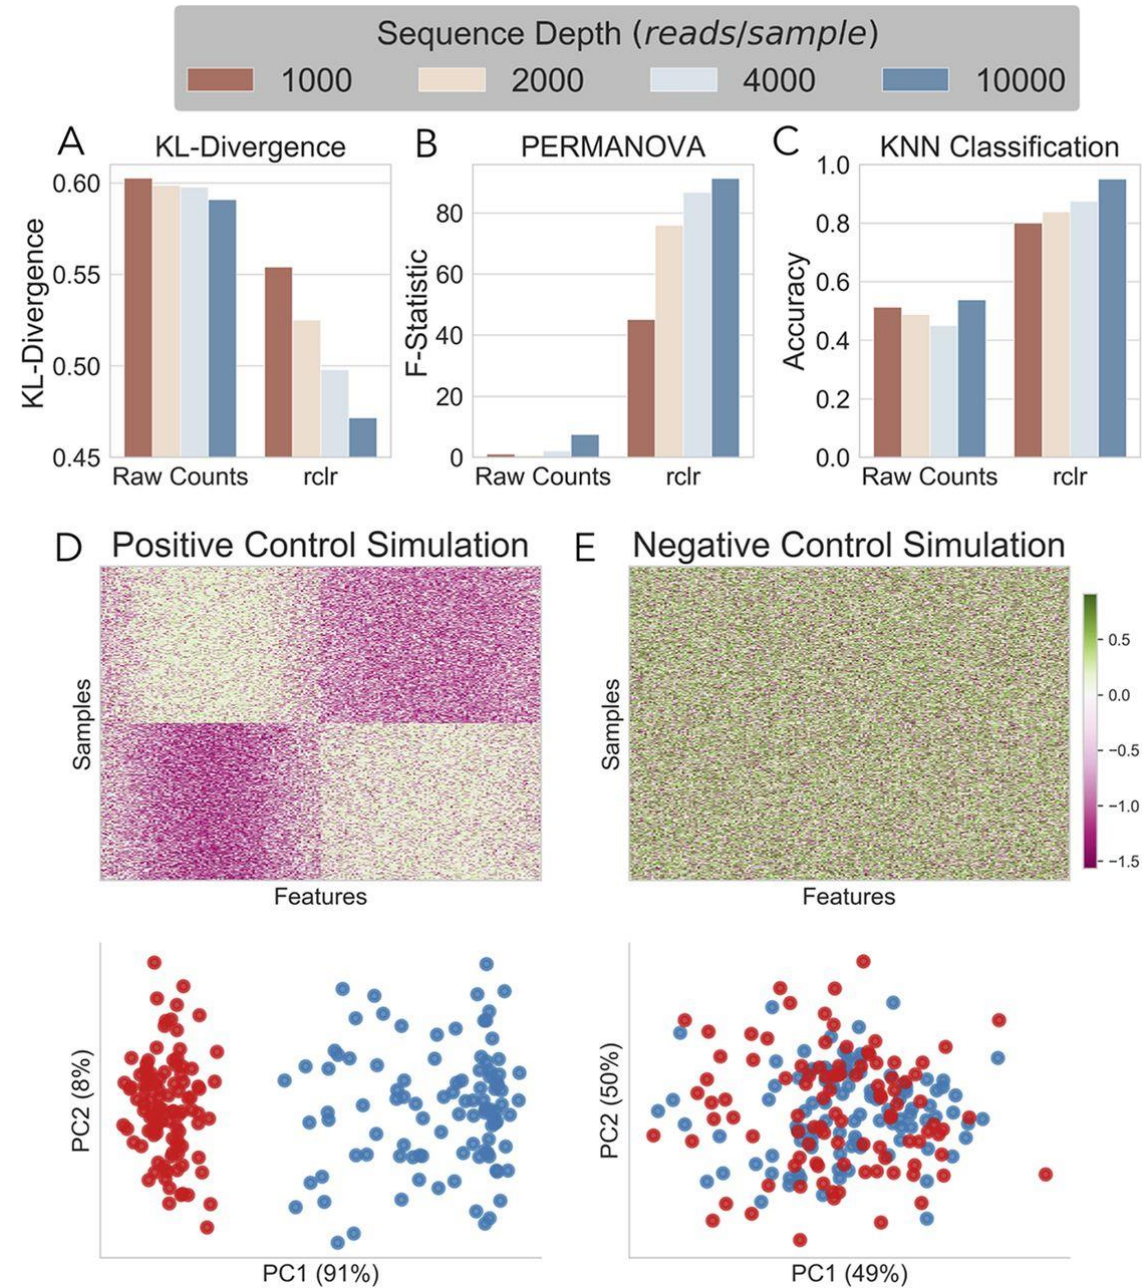 Sequence Depth (reads/sample)
1000 2000 4000 10000
A KL-Divergence
KL-Divergence
0.60
0.55
0.50
0.45
Raw Counts rclr
B PERMANOVA
F-Statistic
80
60
40
20
0
Raw Counts rclr
C KNN Classification
Accuracy
1.0
0.8
0.6
0.4
0.2
0.0
Raw Counts rclr
D Positive Control Simulation
Samples
Features
E Negative Control Simulation
Samples
Features
0.5
0.0
−0.5
−1.0
−1.5
PC2 (8%)
PC1 (91%)
PC2 (50%)
PC1 (49%)